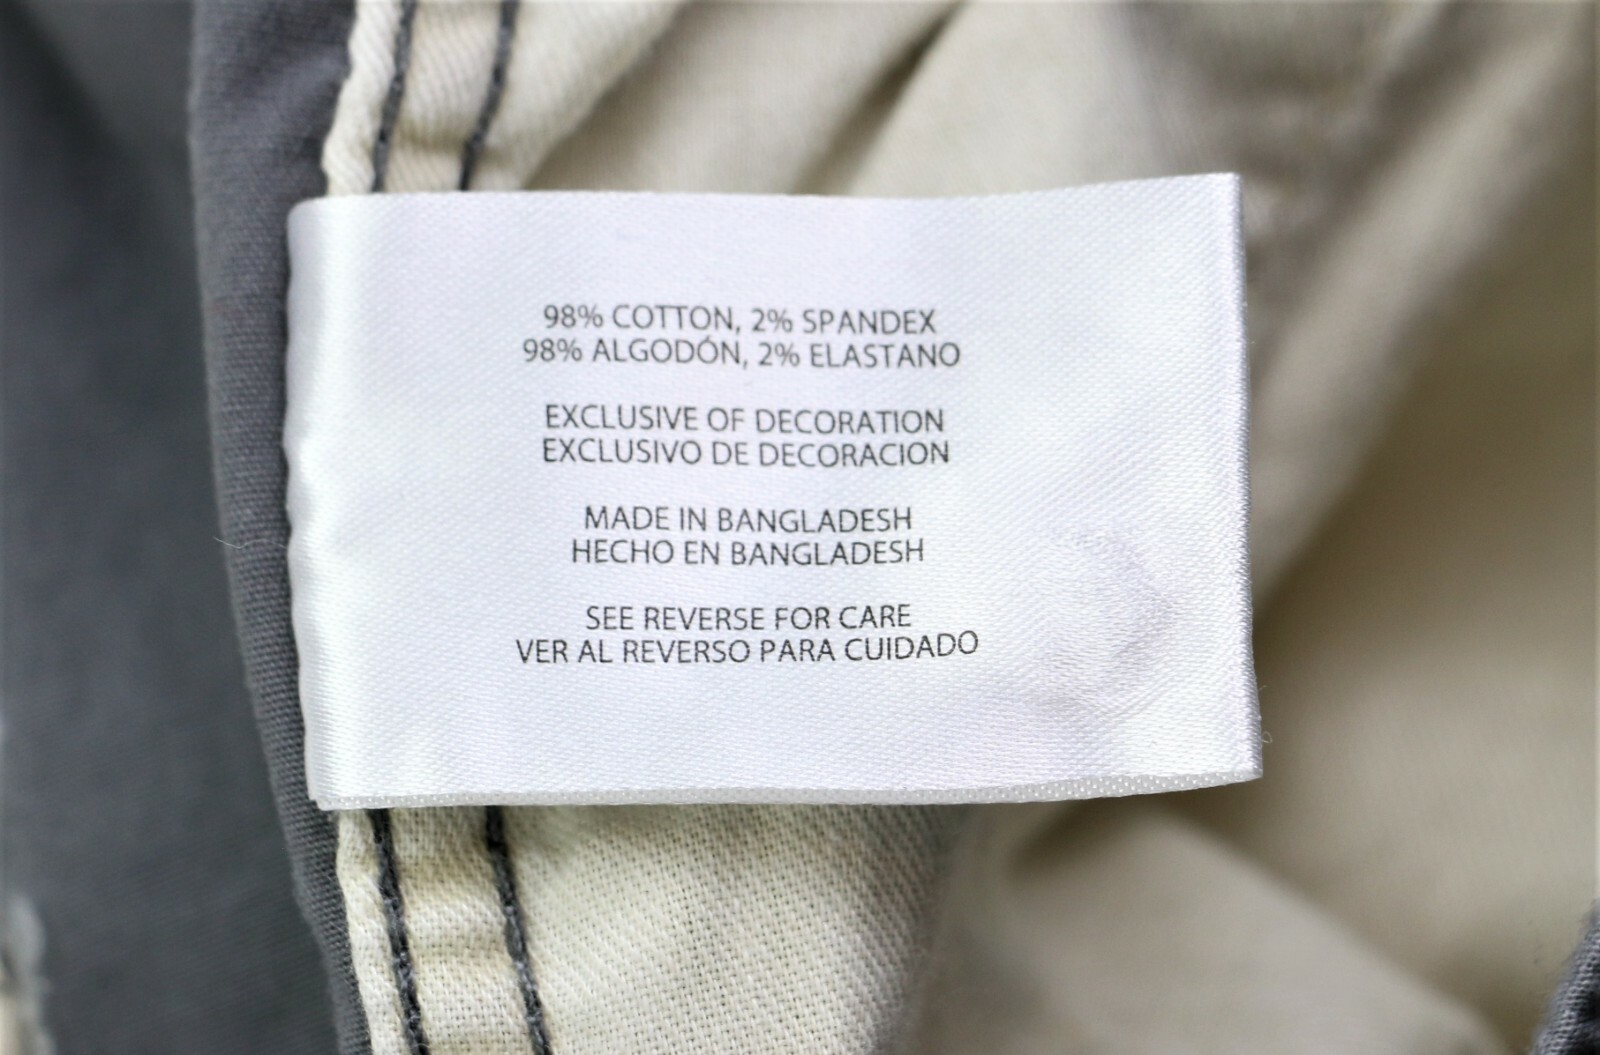 98% COTTON, 2% SPANDEX
98% ALGODÓN, 2% ELASTANO
EXCLUSIVE OF DECORATION
EXCLUSIVO DE DECORACION
MADE IN BANGLADESH
HECHO EN BANGLADESH
SEE REVERSE FOR CARE
VER AL REVERSO PARA CUIDADO